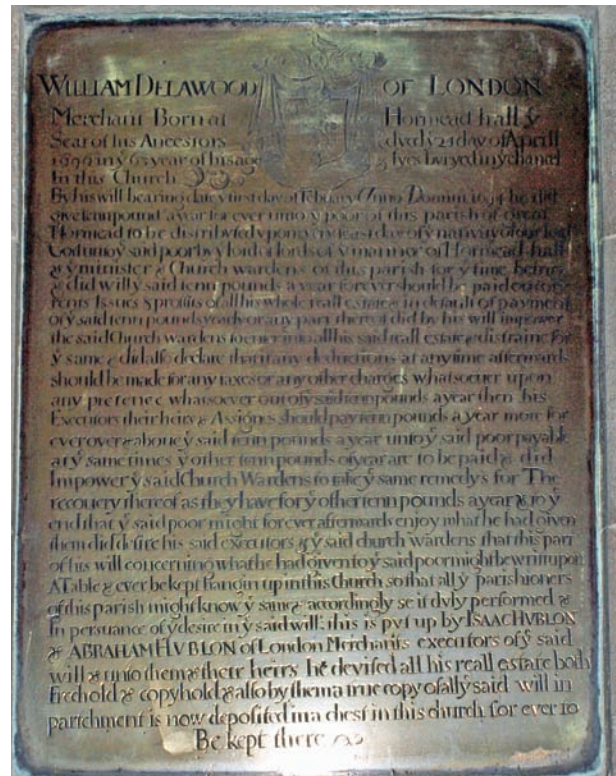 WILLIAM DELAWOOD OF LONDON
Merchant Born at Hormead hall ẏ
Seat of his Ancestors dyed ẏ 24 day of Aprill
1696 in ẏ 63 year of his age & lyes buryed in ẏ chancel
In this Church
By his will bearing date ẏ first day of febuary Anno Domini 1694 he did
give tenn pound a year for ever unto ẏ poor of this parish of Great
Hormead to be distributed upon every feast day of ẏ nativity of our lord
God unto ẏ said poor by ẏ lord or lords of ẏ mannor of Hormead hall
& ẏ minister & Church wardens of this parish for ẏ time being
& did will ẏ said tenn pounds a year for ever should be paid out of ẏ
rents Issues & profits of all his whole reall estate & in default of payment
of ẏ said tenn pounds yearly or any part thereof did by his will impower
the said Church wardens to enter into all his said reall estate & distraine for
ẏ same & did also declare that if any deductions at any time afterwards
should be made for any taxes or any other charges whatsoever upon
any pretence whatsoever out of ẏ said tenn pounds a year then his
Executors their heirs & Assignes should pay tenn pounds a year more for
ever over & above ẏ said tenn pounds a year unto ẏ said poor payable
at ẏ same times ẏ other tenn pounds a year are to be paid & did
Impower ẏ said Church Wardens to take ẏ same remedys for The
recovery thereof as they have for ẏ other tenn pounds a year & to ẏ
end that ẏ said poor might for ever afterwards enjoy what he had given
them did desire his said executors & ẏ said church wardens that this part
of his will concerning what he had given to ẏ said poor might be writt upon
A Table & ever be kept hangin up in this Church so that all ẏ parishioners
of this parish might know ẏ same & accordingly se it dvly performed &
In persuance of ẏ desire in ẏ said will this is pvt up by ISAAC HVBLON
& ABRAHAM HVBLON of London Merchants executors of ẏ said
will & unto them & there heirs he devised all his reall estate both
freehold & copyhold & also by them a true copy of all ẏ said will in
partchment is now deposited in a chest in this church for ever to
Be kept there